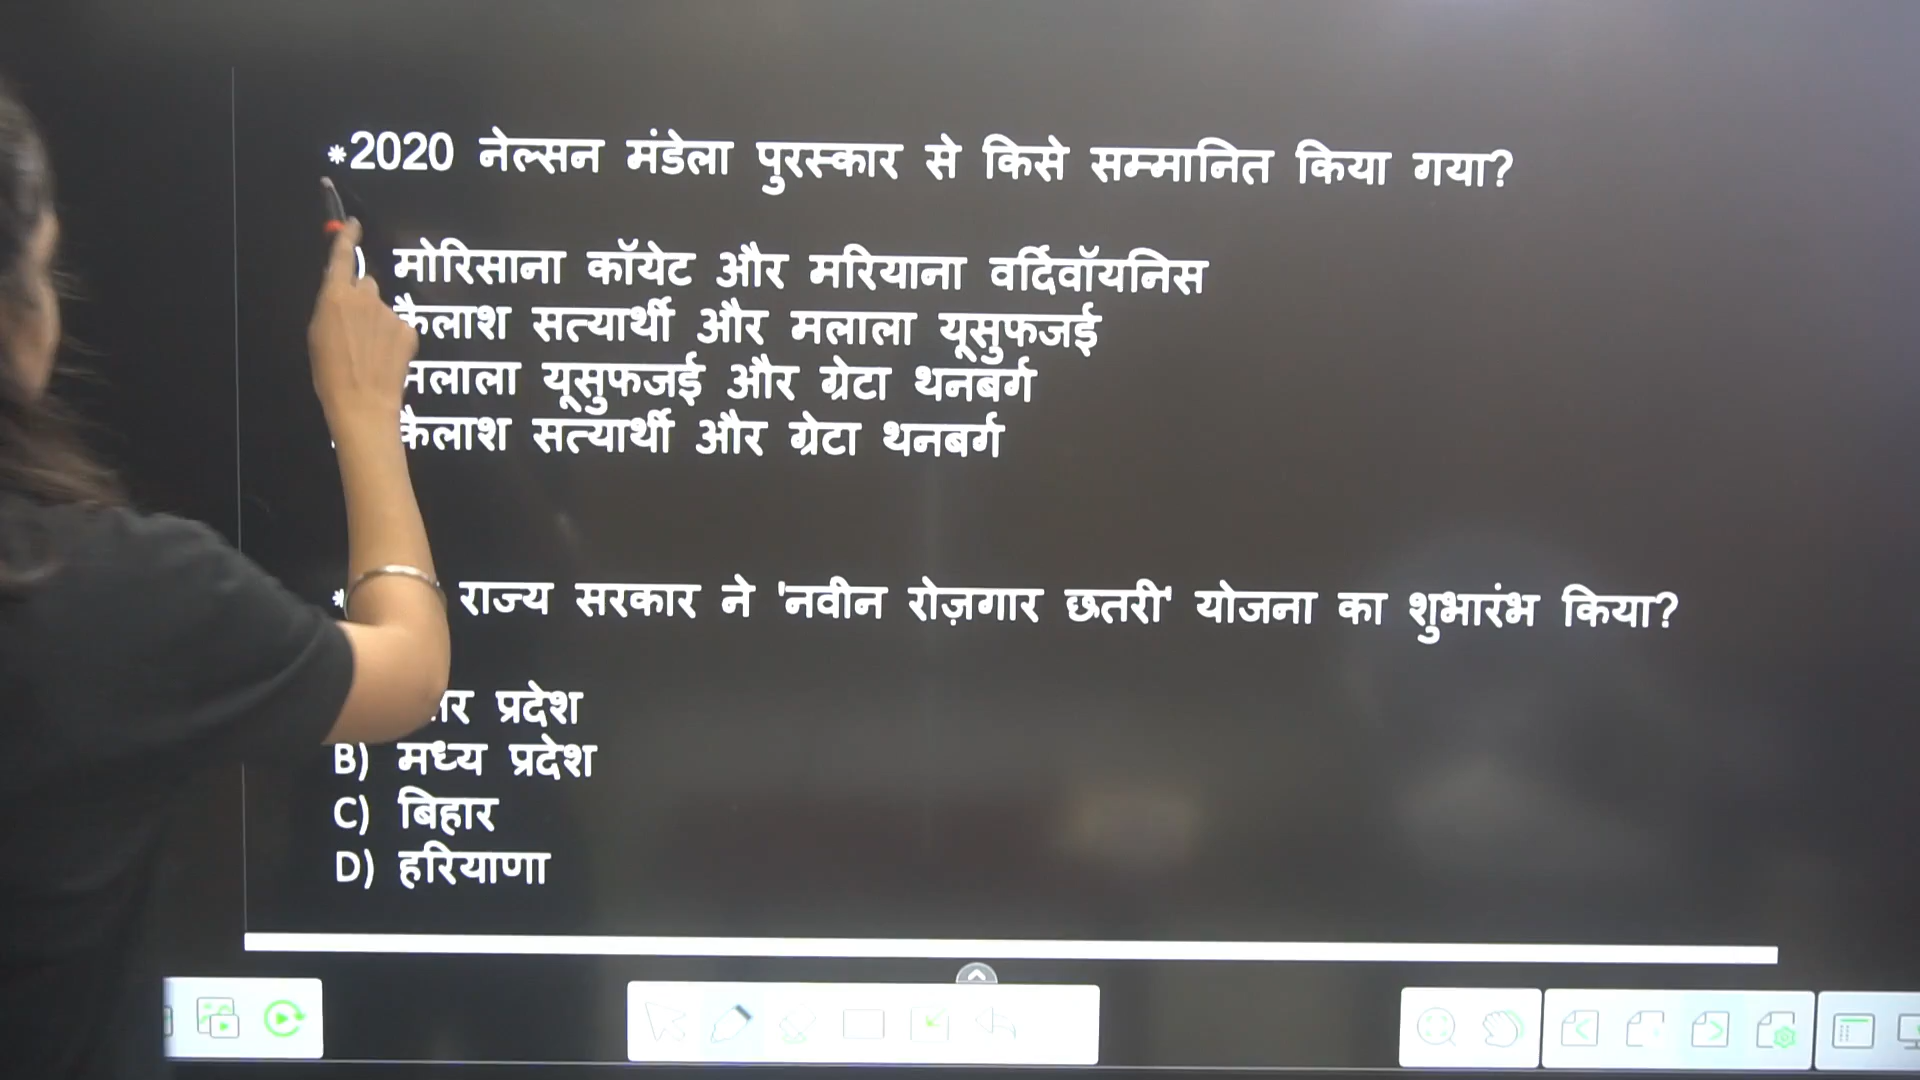 *2020 नेल्सन मंडेला पुरस्कार से किसे सम्मानित किया गया?
) मोरिसाना कॉयेट और मरियाना वर्दिवॉयनिस
कैलाश सत्यार्थी और मलाला यूसुफजई
मलाला यूसुफजई और ग्रेटा थनबर्ग
कैलाश सत्यार्थी और ग्रेटा थनबर्ग
* राज्य सरकार ने 'नवीन रोज़गार छतरी' योजना का शुभारंभ किया?
प्रदेश
B) मध्य प्रदेश
C) बिहार
D) हरियाणा